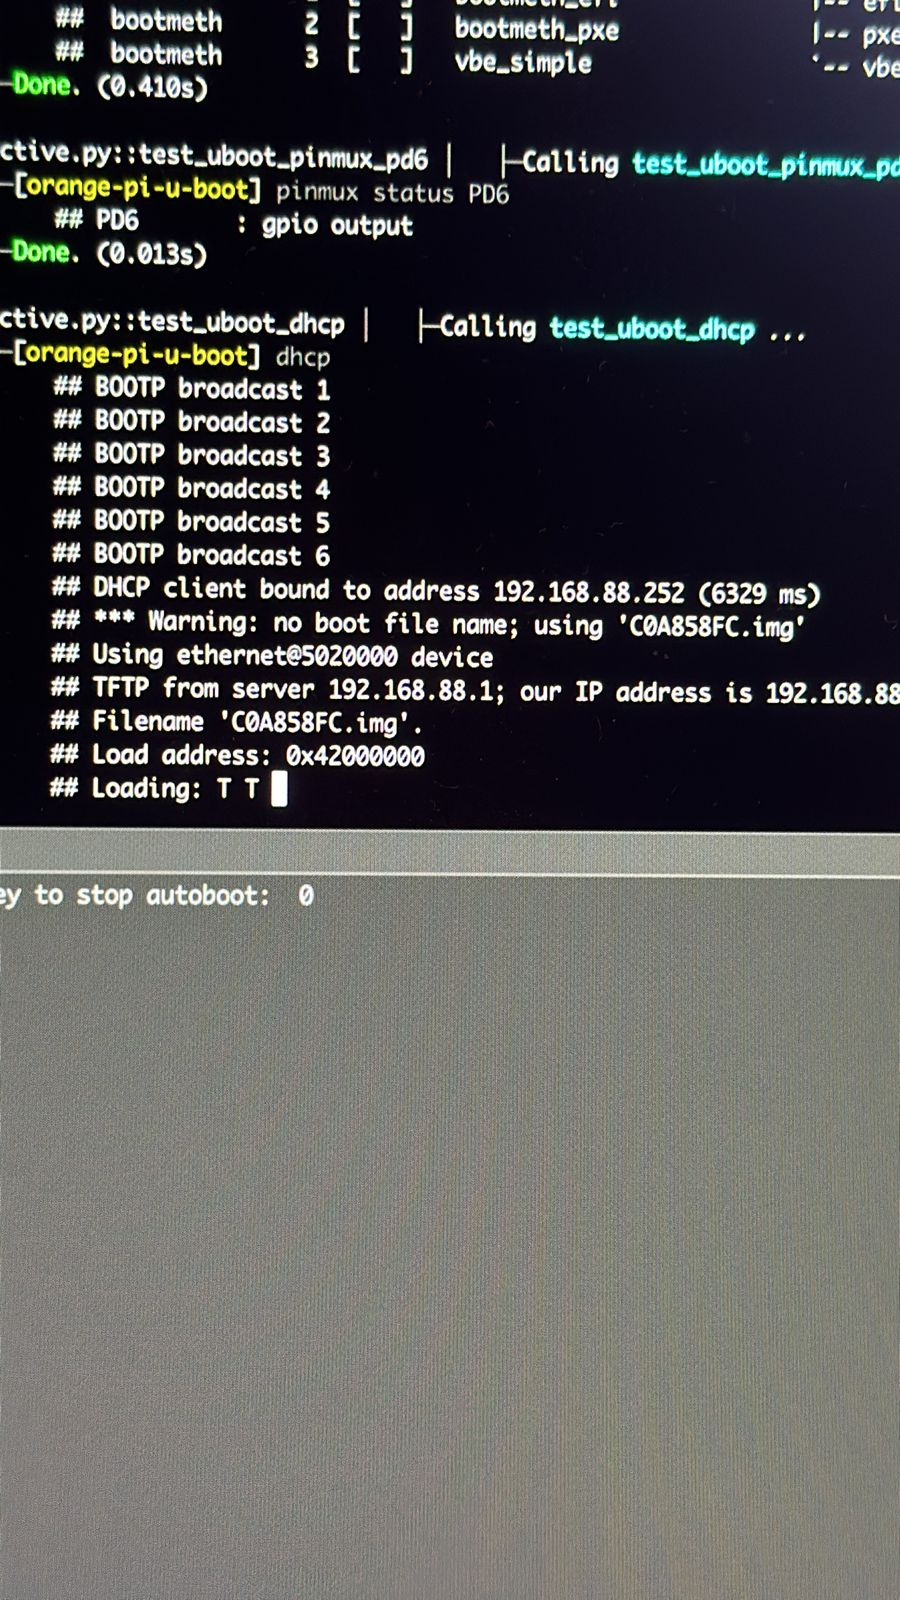 ## bootmeth 2 [ ] bootmeth_pxe |-- pxe
## bootmeth 3 [ ] vbe_simple `-- vbe
─Done. (0.410s)
ctive.py::test_uboot_pinmux_pd6 │ ├─Calling test_uboot_pinmux_pd
─[orange-pi-u-boot] pinmux status PD6
## PD6 : gpio output
─Done. (0.013s)
ctive.py::test_uboot_dhcp │ ├─Calling test_uboot_dhcp ...
─[orange-pi-u-boot] dhcp
## BOOTP broadcast 1
## BOOTP broadcast 2
## BOOTP broadcast 3
## BOOTP broadcast 4
## BOOTP broadcast 5
## BOOTP broadcast 6
## DHCP client bound to address 192.168.88.252 (6329 ms)
## *** Warning: no boot file name; using 'C0A858FC.img'
## Using ethernet@5020000 device
## TFTP from server 192.168.88.1; our IP address is 192.168.88
## Filename 'C0A858FC.img'.
## Load address: 0x42000000
## Loading: T T
ey to stop autoboot: 0